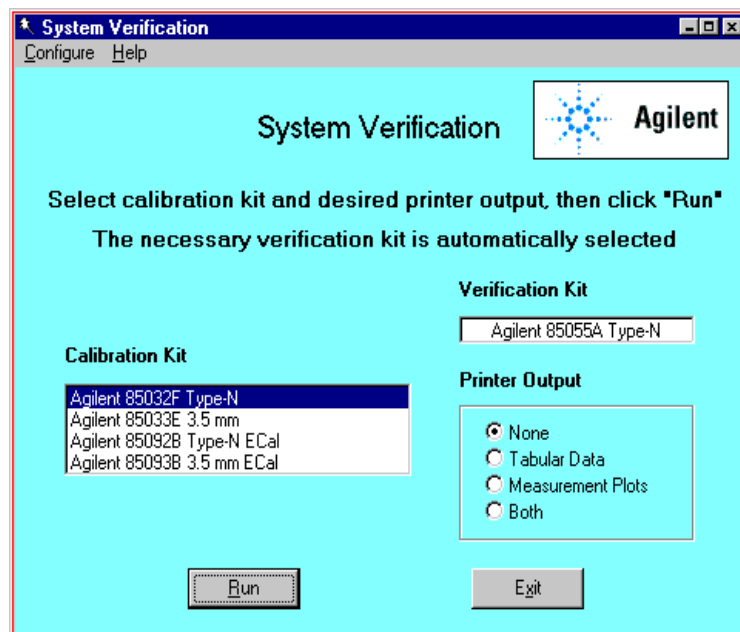 System Verification
Configure Help
System Verification
Agilent
Select calibration kit and desired printer output, then click "Run"
The necessary verification kit is automatically selected
Verification Kit
Agilent 85055A Type-N
Calibration Kit
Agilent 85032F Type-N
Agilent 85033E 3.5 mm
Agilent 85092B Type-N ECal
Agilent 85093B 3.5 mm ECal
Printer Output
None
Tabular Data
Measurement Plots
Both
Run
Exit